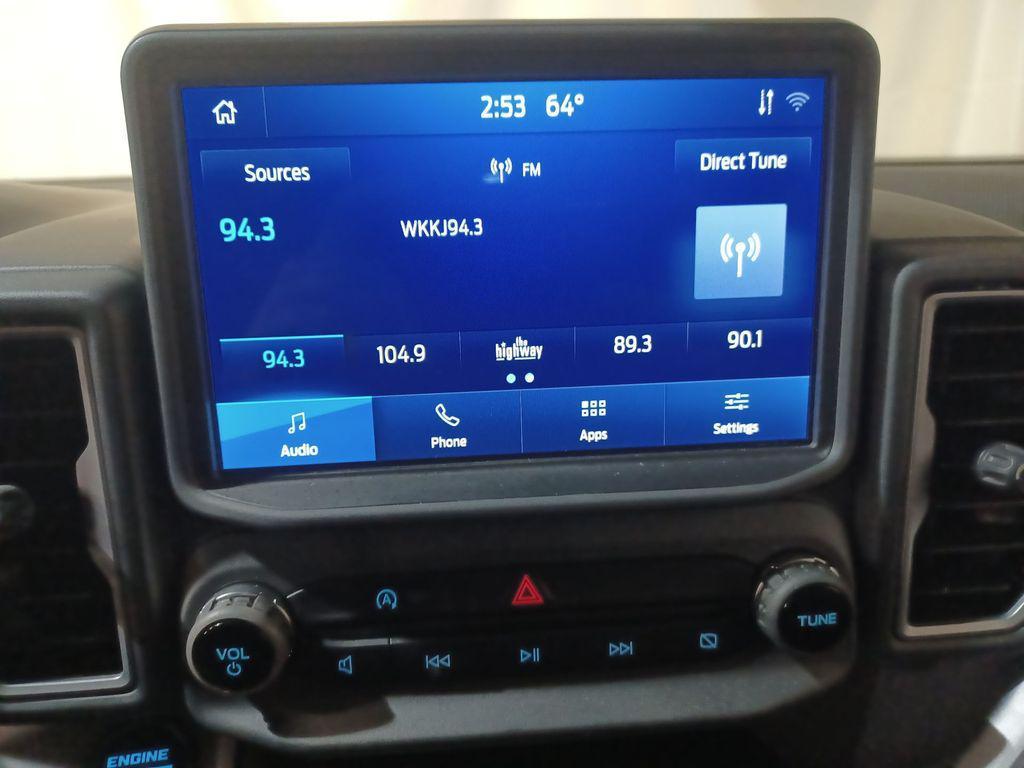 2:53 64°
Sources
FM
Direct Tune
94.3
WKKJ94.3
94.3
104.9
the
highway
89.3
90.1
Audio
Phone
Apps
Settings
A
VOL
TUNE
ENGINE